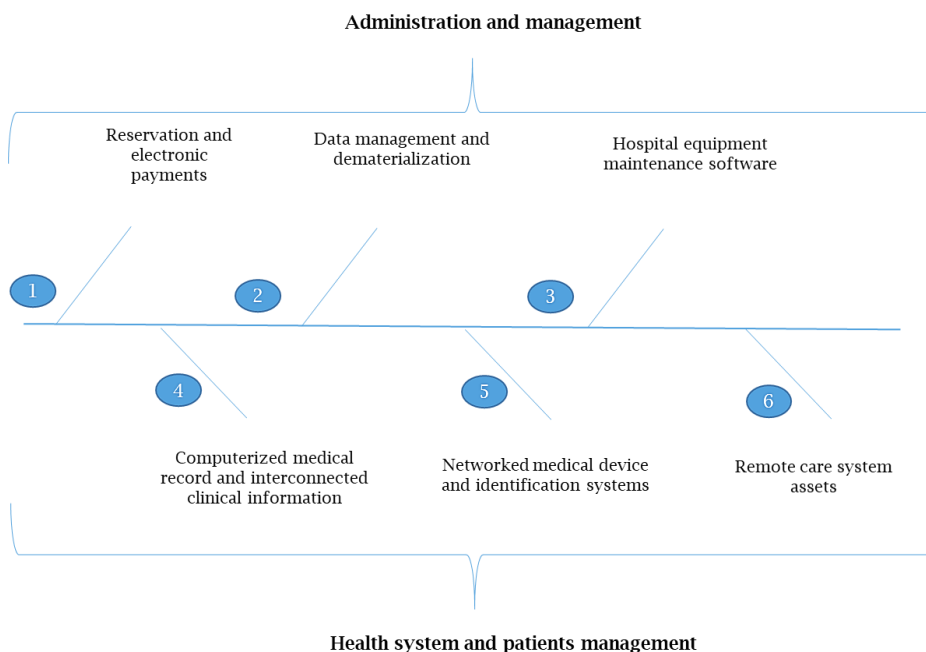 Administration and management
Reservation and
electronic
payments
Data management and
dematerialization
Hospital equipment
maintenance software
1
2
3
4
5
6
Computerized medical
record and interconnected
clinical information
Networked medical device
and identification systems
Remote care system
assets
Health system and patients management